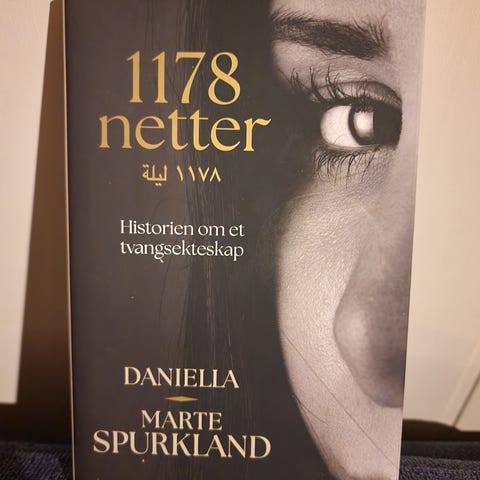 1178
netter
١١٧٨ ليلة
Historien om et
tvangsekteskap
DANIELLA
MARTE
SPURKLAND